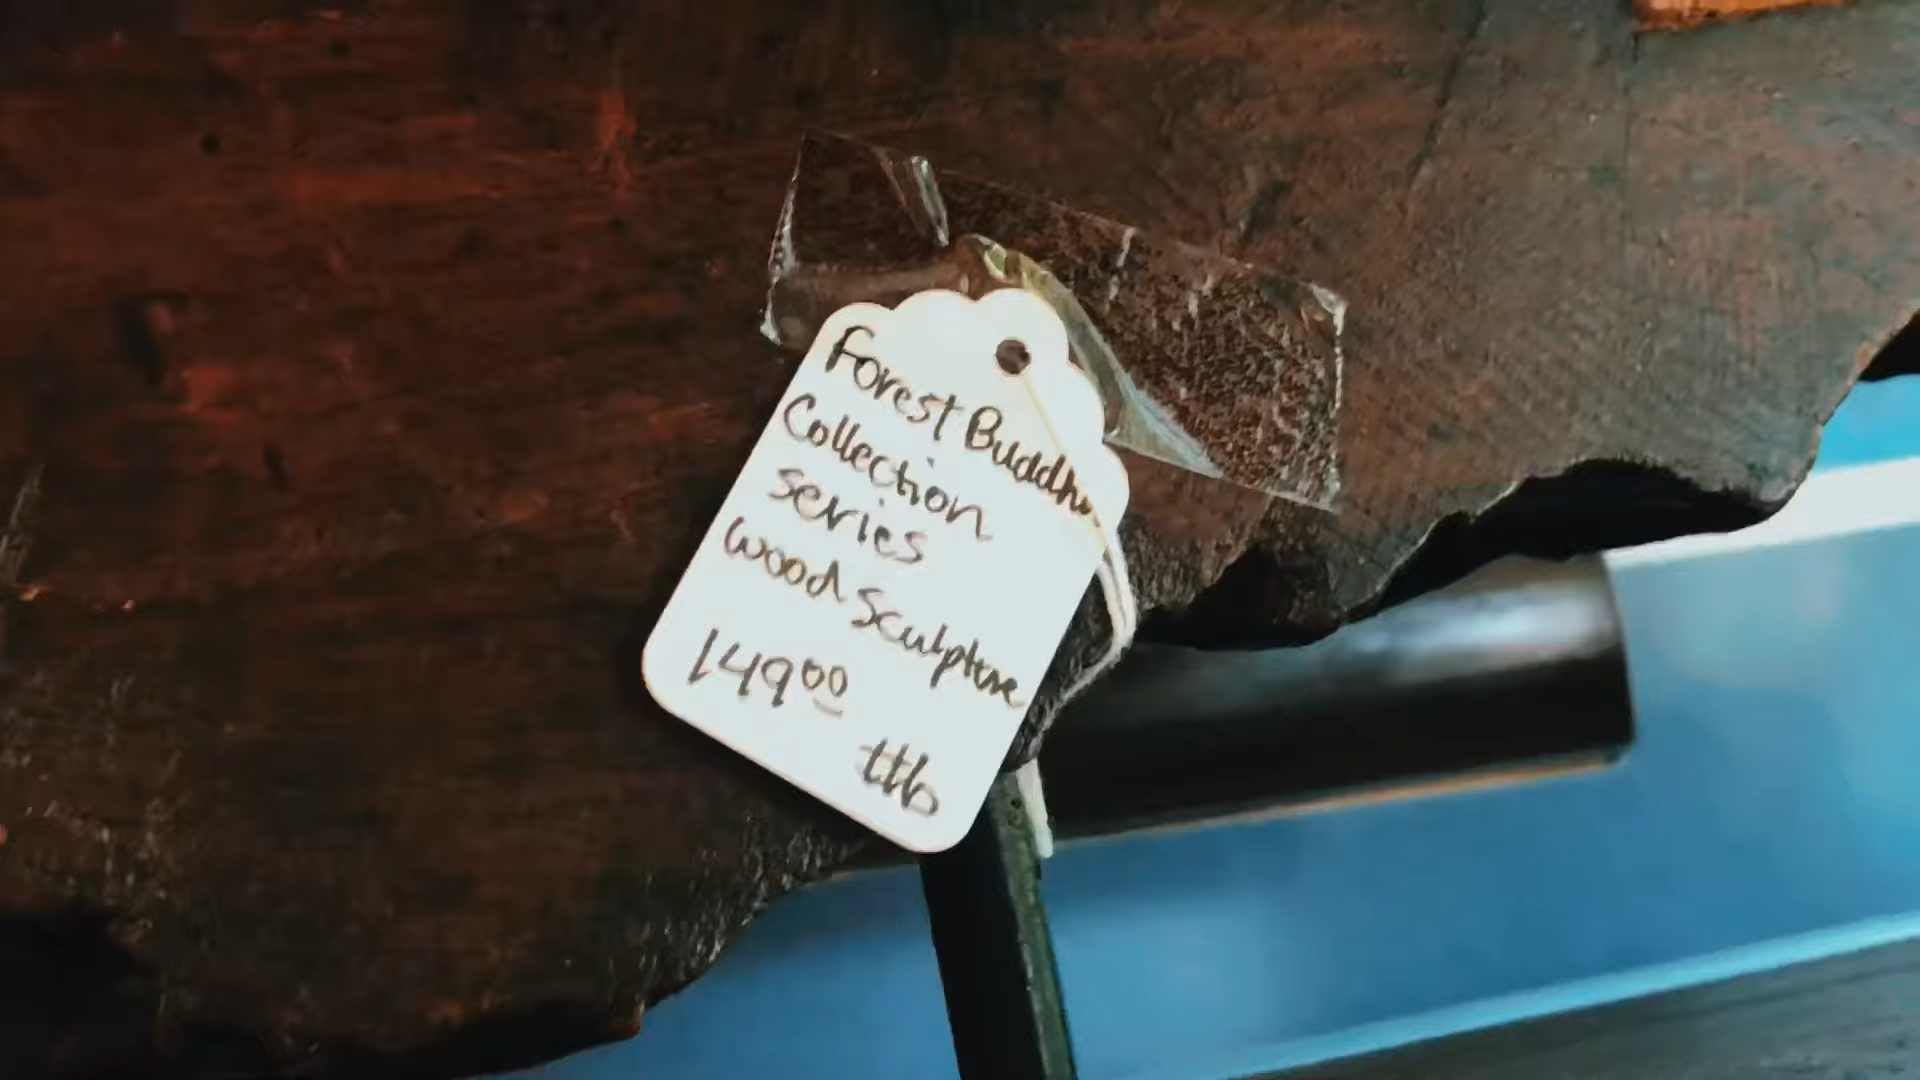 Forest Buddha
Collection
series
wood sculpture
149.00
ttb